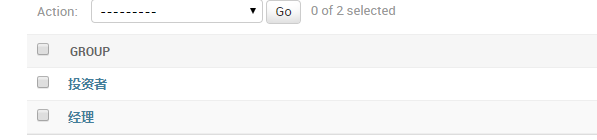 Action: --------- Go 0 of 2 selected
GROUP
投资者
经理